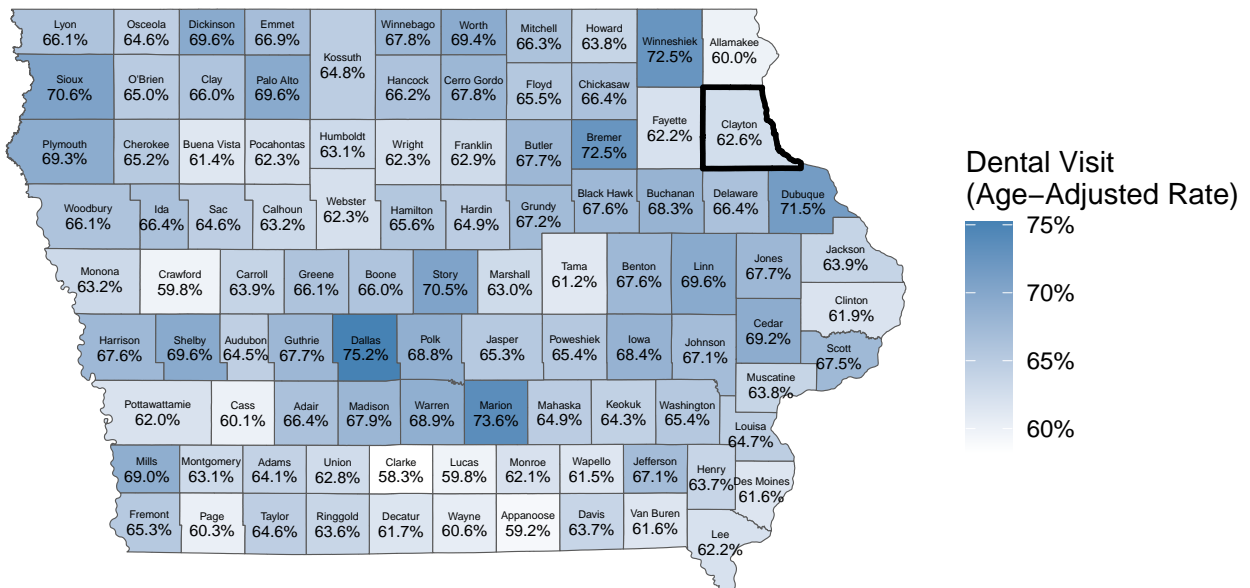 Lyon
66.1%
Osceola
64.6%
Dickinson
69.6%
Emmet
66.9%
Kossuth
64.8%
Winnebago
67.8%
Worth
69.4%
Mitchell
66.3%
Howard
63.8%
Winneshiek
72.5%
Allamakee
60.0%
Sioux
70.6%
O'Brien
65.0%
Clay
66.0%
Palo Alto
69.6%
Hancock
66.2%
Cerro Gordo
67.8%
Floyd
65.5%
Chickasaw
66.4%
Fayette
62.2%
Clayton
62.6%
Plymouth
69.3%
Cherokee
65.2%
Buena Vista
61.4%
Pocahontas
62.3%
Humboldt
63.1%
Wright
62.3%
Franklin
62.9%
Butler
67.7%
Bremer
72.5%
Woodbury
66.1%
Ida
66.4%
Sac
64.6%
Calhoun
63.2%
Webster
62.3%
Hamilton
65.6%
Hardin
64.9%
Grundy
67.2%
Black Hawk
67.6%
Buchanan
68.3%
Delaware
66.4%
Dubuque
71.5%
Monona
63.2%
Crawford
59.8%
Carroll
63.9%
Greene
66.1%
Boone
66.0%
Story
70.5%
Marshall
63.0%
Tama
61.2%
Benton
67.6%
Linn
69.6%
Jones
67.7%
Jackson
63.9%
Clinton
61.9%
Harrison
67.6%
Shelby
69.6%
Audubon
64.5%
Guthrie
67.7%
Dallas
75.2%
Polk
68.8%
Jasper
65.3%
Poweshiek
65.4%
Iowa
68.4%
Johnson
67.1%
Cedar
69.2%
Scott
67.5%
Muscatine
63.8%
Pottawattamie
62.0%
Cass
60.1%
Adair
66.4%
Madison
67.9%
Warren
68.9%
Marion
73.6%
Mahaska
64.9%
Keokuk
64.3%
Washington
65.4%
Louisa
64.7%
Mills
69.0%
Montgomery
63.1%
Adams
64.1%
Union
62.8%
Clarke
58.3%
Lucas
59.8%
Monroe
62.1%
Wapello
61.5%
Jefferson
67.1%
Henry
63.7%
Des Moines
61.6%
Fremont
65.3%
Page
60.3%
Taylor
64.6%
Ringgold
63.6%
Decatur
61.7%
Wayne
60.6%
Appanoose
59.2%
Davis
63.7%
Van Buren
61.6%
Lee
62.2%
Dental Visit
(Age−Adjusted Rate)
75%
70%
65%
60%